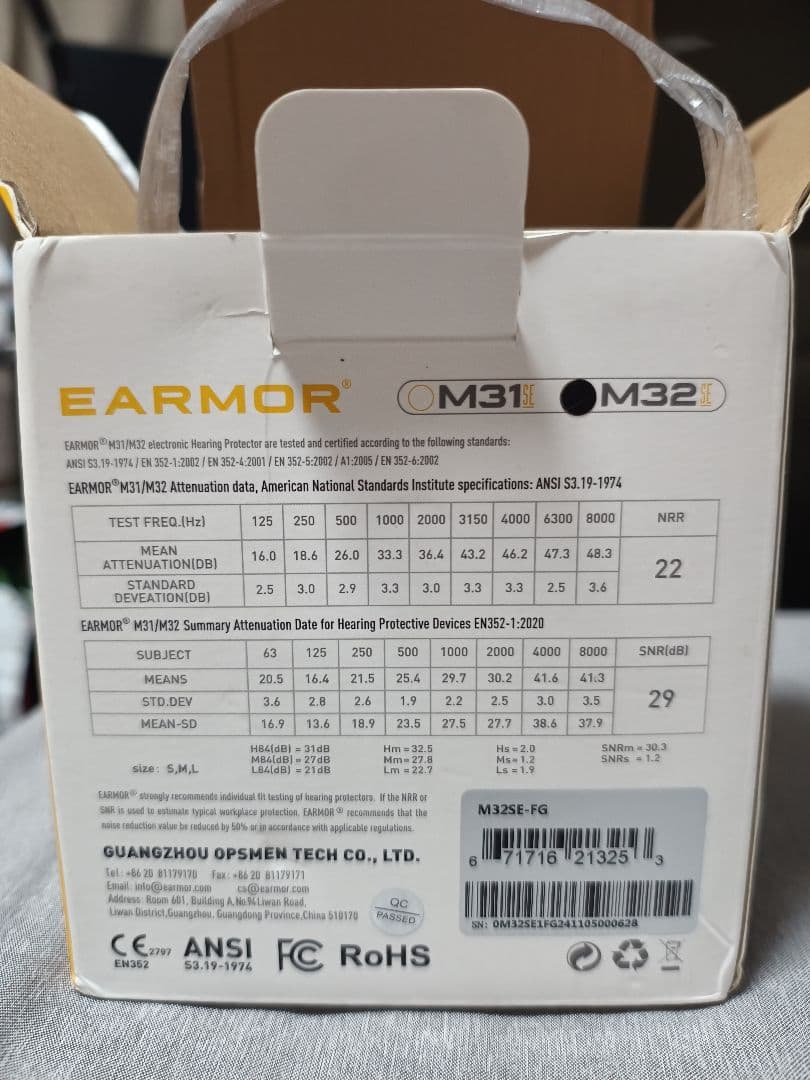 EARMOR® M31SE M32SE
EARMOR® M31/M32 electronic Hearing Protector are tested and certified according to the following standards:
ANSI S3.19-1974 / EN 352-1:2002 / EN 352-4:2001 / EN 352-5:2002 / A1:2005 / EN 352-6:2002
EARMOR® M31/M32 Attenuation data, American National Standards Institute specifications: ANSI S3.19-1974
TEST FREQ.(Hz) 125 250 500 1000 2000 3150 4000 6300 8000 NRR
MEAN
ATTENUATION(DB) 16.0 18.6 26.0 33.3 36.4 43.2 46.2 47.3 48.3 22
STANDARD
DEVEATION(DB) 2.5 3.0 2.9 3.3 3.0 3.3 3.3 2.5 3.6
EARMOR® M31/M32 Summary Attenuation Date for Hearing Protective Devices EN352-1:2020
SUBJECT 63 125 250 500 1000 2000 4000 8000 SNR(dB)
MEANS 20.5 16.4 21.5 25.4 29.7 30.2 41.6 41.3 29
STD.DEV 3.6 2.8 2.6 1.9 2.2 2.5 3.0 3.5
MEAN-SD 16.9 13.6 18.9 23.5 27.5 27.7 38.6 37.9
size: S,M,L
H84(dB) = 31dB
M84(dB) = 27dB
L84(dB) = 21dB
Hm = 32.5
Mm = 27.8
Lm = 22.7
Hs = 2.0
Ms = 1.2
Ls = 1.9
SNRm = 30.3
SNRs = 1.2
EARMOR® strongly recommends individual fit testing of hearing protectors. If the NRR or
SNR is used to estimate typical workplace protection, EARMOR® recommends that the
noise reduction value be reduced by 50% or in accordance with applicable regulations.
GUANGZHOU OPSMEN TECH CO., LTD.
Tel: +86 20 81179170 Fax: +86 20 81179171
Email: info@earmor.com cs@earmor.com
Address: Room 601, Building A, No.94 Liwan Road,
Liwan District, Guangzhou, Guangdong Province, China 510170
QC
PASSED
M32SE-FG
6 71716 21325 3
SN: 0M32SE1FG241105000628
CE 2797
EN352
ANSI
S3.19-1974
FC
RoHS